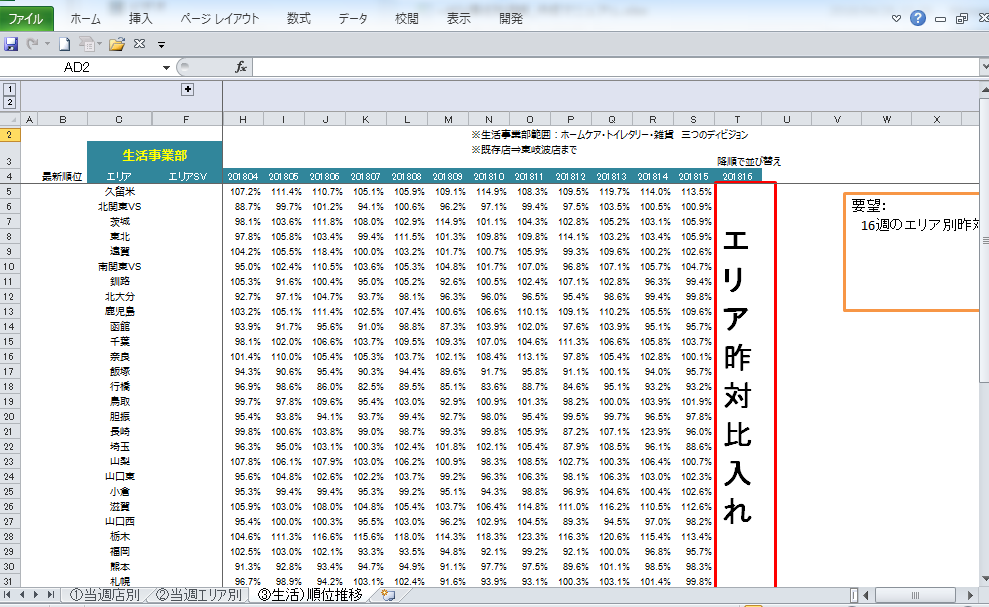 ファイル ホーム 挿入 ページ レイアウト 数式 データ 校閲 表示 開発
AD2 fx
1
2
A B C F H I J K L M N O P Q R S T U V W X
2 ※生活事業部範囲:ホームケア・トイレタリー・雑貨 三つのディビジョン
3 生活事業部 ※既存店⇒東岐波店まで 降順で並び替え
4 最新順位 エリア エリアSV 201804 201805 201806 201807 201808 201809 201810 201811 201812 201813 201814 201815 201816
5 久留米 107.2% 111.4% 110.7% 105.1% 105.9% 109.1% 114.9% 108.3% 109.5% 119.7% 114.0% 113.5%
6 北関東VS 88.7% 99.7% 101.2% 94.1% 100.6% 96.2% 97.1% 99.4% 97.5% 103.5% 100.5% 100.9%
7 茨城 98.1% 103.6% 111.8% 108.0% 102.9% 114.9% 101.1% 104.3% 102.8% 105.2% 103.1% 105.9%
8 東北 97.8% 105.8% 103.4% 99.4% 111.5% 101.3% 109.8% 109.8% 114.1% 103.2% 103.4% 105.9%
9 遠賀 104.2% 105.5% 118.4% 100.0% 103.2% 101.7% 100.7% 105.9% 99.3% 109.6% 100.2% 102.6%
10 南関東VS 95.0% 102.4% 110.5% 103.6% 105.3% 104.8% 101.7% 107.0% 96.8% 107.1% 105.7% 104.7%
11 釧路 105.3% 91.6% 100.4% 95.0% 105.2% 92.6% 100.5% 102.4% 107.1% 102.8% 96.3% 99.4%
12 北大分 92.7% 97.1% 104.7% 93.7% 98.1% 96.3% 96.0% 96.5% 95.4% 98.6% 99.4% 99.8%
13 鹿児島 103.2% 105.1% 111.4% 102.5% 107.4% 100.6% 106.6% 110.1% 109.1% 110.2% 105.5% 109.6%
14 函館 93.9% 91.7% 95.6% 91.0% 98.8% 87.3% 103.9% 102.0% 97.6% 103.9% 95.1% 95.7%
15 千葉 98.1% 102.0% 106.6% 103.7% 109.5% 109.3% 107.0% 104.6% 111.3% 106.6% 105.8% 103.7%
16 奈良 101.4% 110.0% 105.4% 105.3% 103.7% 102.1% 108.4% 113.1% 97.8% 105.4% 102.8% 100.1%
17 飯塚 94.3% 90.6% 95.4% 90.3% 94.4% 89.6% 91.7% 95.8% 91.1% 100.1% 94.0% 95.7%
18 行橋 96.9% 98.6% 86.0% 82.5% 89.5% 85.1% 83.6% 88.7% 84.6% 95.1% 93.2% 93.2%
19 鳥取 99.7% 97.8% 109.6% 95.4% 103.0% 92.9% 100.9% 101.3% 98.2% 100.0% 103.9% 101.9%
20 胆振 95.4% 93.8% 94.1% 93.7% 99.4% 92.7% 98.0% 95.4% 99.5% 99.7% 96.5% 97.8%
21 長崎 99.8% 100.6% 103.8% 99.0% 98.7% 99.3% 99.8% 105.9% 87.2% 107.1% 123.9% 96.0%
22 埼玉 96.3% 95.0% 103.1% 100.3% 102.4% 101.8% 102.1% 105.4% 87.9% 108.5% 96.1% 88.6%
23 山梨 107.8% 106.1% 107.9% 103.0% 106.2% 100.9% 98.3% 108.5% 102.7% 100.3% 106.4% 100.7%
24 山口東 95.6% 104.8% 102.6% 102.2% 103.7% 99.2% 96.3% 106.3% 98.1% 106.3% 103.0% 102.3%
25 小倉 95.3% 99.4% 99.4% 95.3% 99.2% 95.1% 94.3% 98.8% 96.9% 104.6% 100.4% 102.6%
26 滋賀 105.9% 103.0% 108.0% 104.8% 105.4% 103.7% 106.4% 114.8% 111.0% 116.2% 110.5% 112.6%
27 山口西 95.4% 100.0% 100.3% 95.5% 103.0% 96.2% 102.9% 104.5% 89.3% 94.5% 97.0% 98.2%
28 栃木 104.6% 111.3% 116.6% 115.6% 118.0% 114.3% 118.3% 123.3% 116.3% 120.6% 115.4% 113.4%
29 福岡 102.5% 103.0% 102.1% 93.3% 93.5% 94.8% 92.1% 99.2% 92.1% 100.0% 96.8% 95.7%
30 熊本 91.3% 92.8% 93.4% 94.7% 94.9% 91.1% 97.7% 97.5% 89.6% 101.1% 98.5% 98.3%
31 札幌 96.7% 98.9% 94.2% 103.1% 102.4% 91.6% 93.9% 93.1% 100.3% 103.1% 101.4% 99.8%
エリア昨対比入れ
要望:
16週のエリア別昨対
①当週店別 ②当週エリア別 ③生活)順位推移